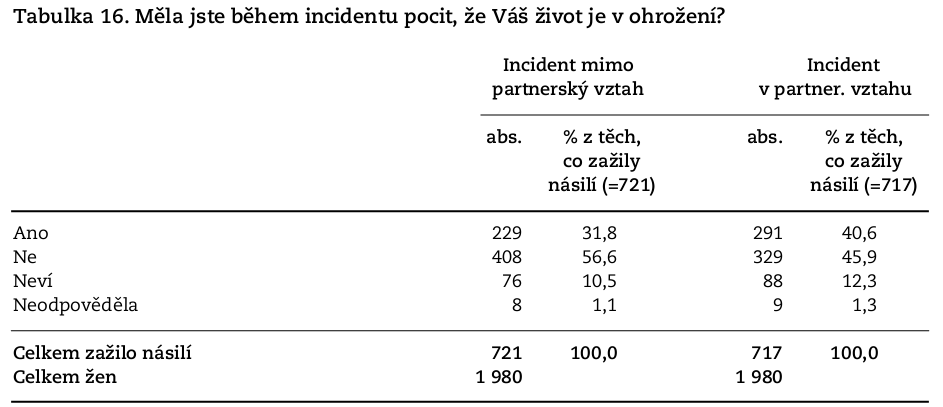 Tabulka 16. Měla jste během incidentu pocit, že Váš život je v ohrožení?
Incident mimo Incident
partnerský vztah v partner. vztahu
abs. % z těch, abs. % z těch,
co zažily co zažily
násilí (=721) násilí (=717)
Ano 229 31,8 291 40,6
Ne 408 56,6 329 45,9
Neví 76 10,5 88 12,3
Neodpověděla 8 1,1 9 1,3
Celkem zažilo násilí 721 100,0 717 100,0
Celkem žen 1 980 1 980